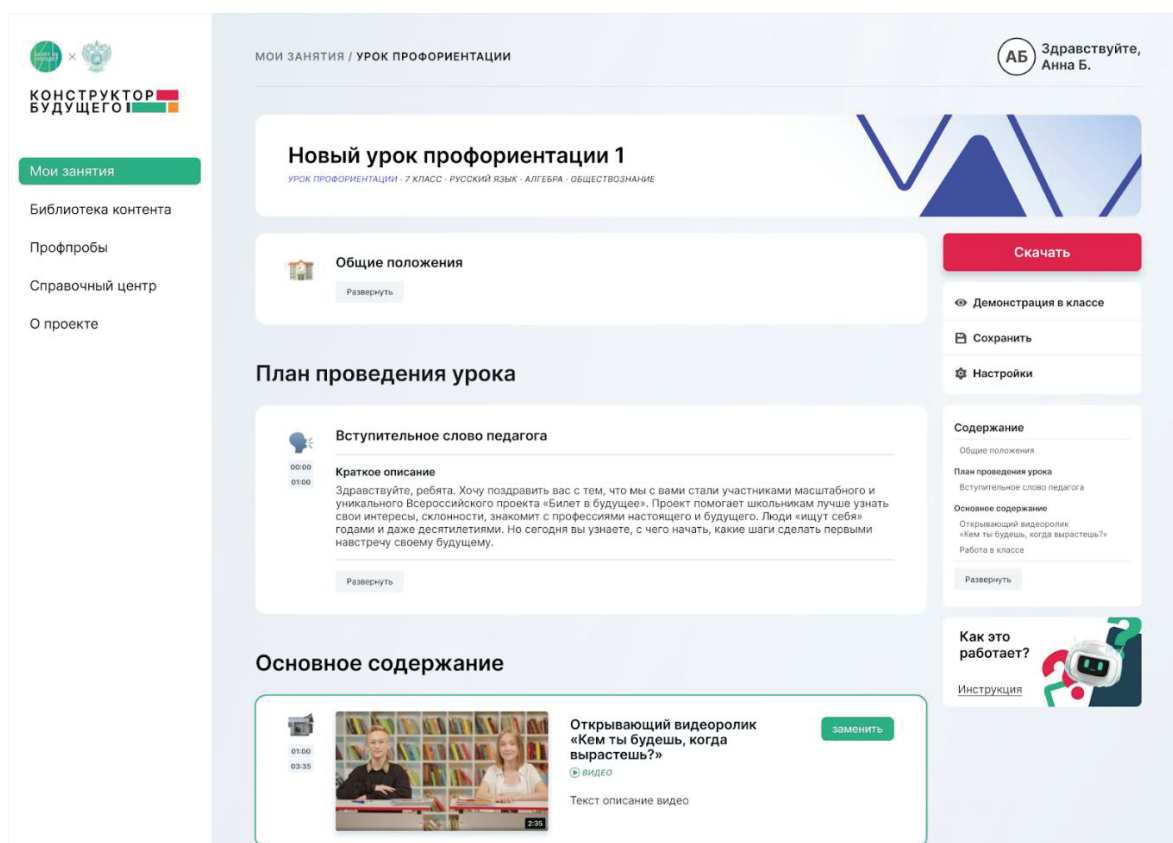 КОНСТРУКТОР
БУДУЩЕГО
Мои занятия
Библиотека контента
Профпробы
Справочный центр
О проекте
МОИ ЗАНЯТИЯ / УРОК ПРОФОРИЕНТАЦИИ
АБ
Здравствуйте,
Анна Б.
Новый урок профориентации 1
УРОК ПРОФОРИЕНТАЦИИ · 7 КЛАСС · РУССКИЙ ЯЗЫК · АЛГЕБРА · ОБЩЕСТВОЗНАНИЕ
Общие положения
Развернуть
План проведения урока
Вступительное слово педагога
00:00
01:00
Краткое описание
Здравствуйте, ребята. Хочу поздравить вас с тем, что мы с вами стали участниками масштабного и
уникального Всероссийского проекта «Билет в будущее». Проект помогает школьникам лучше узнать
свои интересы, склонности, знакомит с профессиями настоящего и будущего. Люди «ищут себя»
годами и даже десятилетиями. Но сегодня вы узнаете, с чего начать, какие шаги сделать первыми
навстречу своему будущему.
Развернуть
Основное содержание
01:00
03:35
2:35
Открывающий видеоролик
«Кем ты будешь, когда
вырастешь?»
ВИДЕО
Текст описание видео
заменить
Скачать
Демонстрация в классе
Сохранить
Настройки
Содержание
Общие положения
План проведения урока
Вступительное слово педагога
Основное содержание
Открывающий видеоролик
«Кем ты будешь, когда вырастешь?»
Работа в классе
Развернуть
Как это
работает?
Инструкция